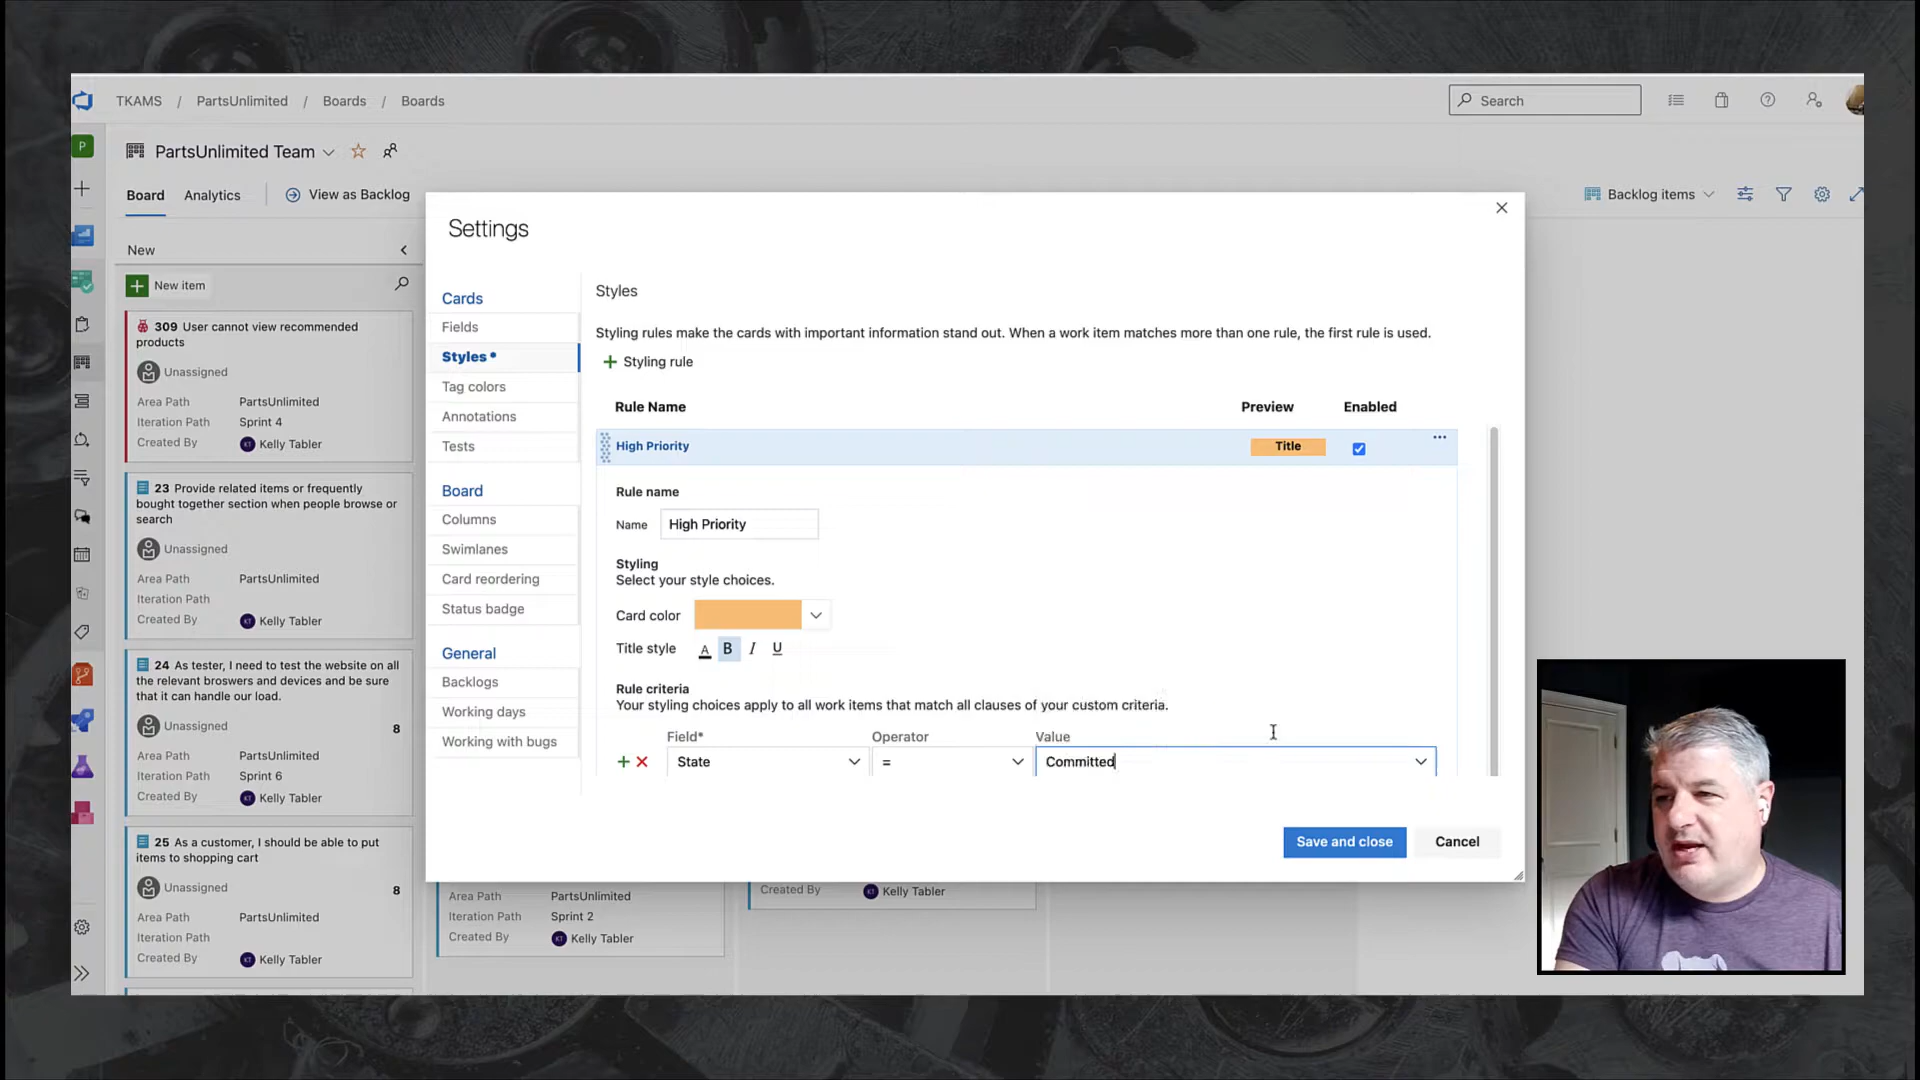 TKAMS / PartsUnlimited / Boards / Boards
Search
P
PartsUnlimited Team
Board Analytics View as Backlog
Backlog items
New
New item
309 User cannot view recommended
products
Unassigned
Area Path PartsUnlimited
Iteration Path Sprint 4
Created By KT Kelly Tabler
23 Provide related items or frequently
bought together section when people browse or
search
Unassigned
Area Path PartsUnlimited
Iteration Path
Created By KT Kelly Tabler
24 As tester, I need to test the website on all
the relevant broswers and devices and be sure
that it can handle our load.
Unassigned 8
Area Path PartsUnlimited
Iteration Path Sprint 6
Created By KT Kelly Tabler
25 As a customer, I should be able to put
items to shopping cart
Unassigned 8
Area Path PartsUnlimited
Iteration Path
Created By KT Kelly Tabler
Settings
Cards
Fields
Styles *
Tag colors
Annotations
Tests
Board
Columns
Swimlanes
Card reordering
Status badge
General
Backlogs
Working days
Working with bugs
Styles
Styling rules make the cards with important information stand out. When a work item matches more than one rule, the first rule is used.
+ Styling rule
Rule Name Preview Enabled
High Priority Title ...
Rule name
Name High Priority
Styling
Select your style choices.
Card color
Title style A B I U
Rule criteria
Your styling choices apply to all work items that match all clauses of your custom criteria.
Field* Operator Value
State = Committed
Save and close Cancel
Area Path PartsUnlimited
Iteration Path Sprint 2
Created By KT Kelly Tabler
Created By KT Kelly Tabler